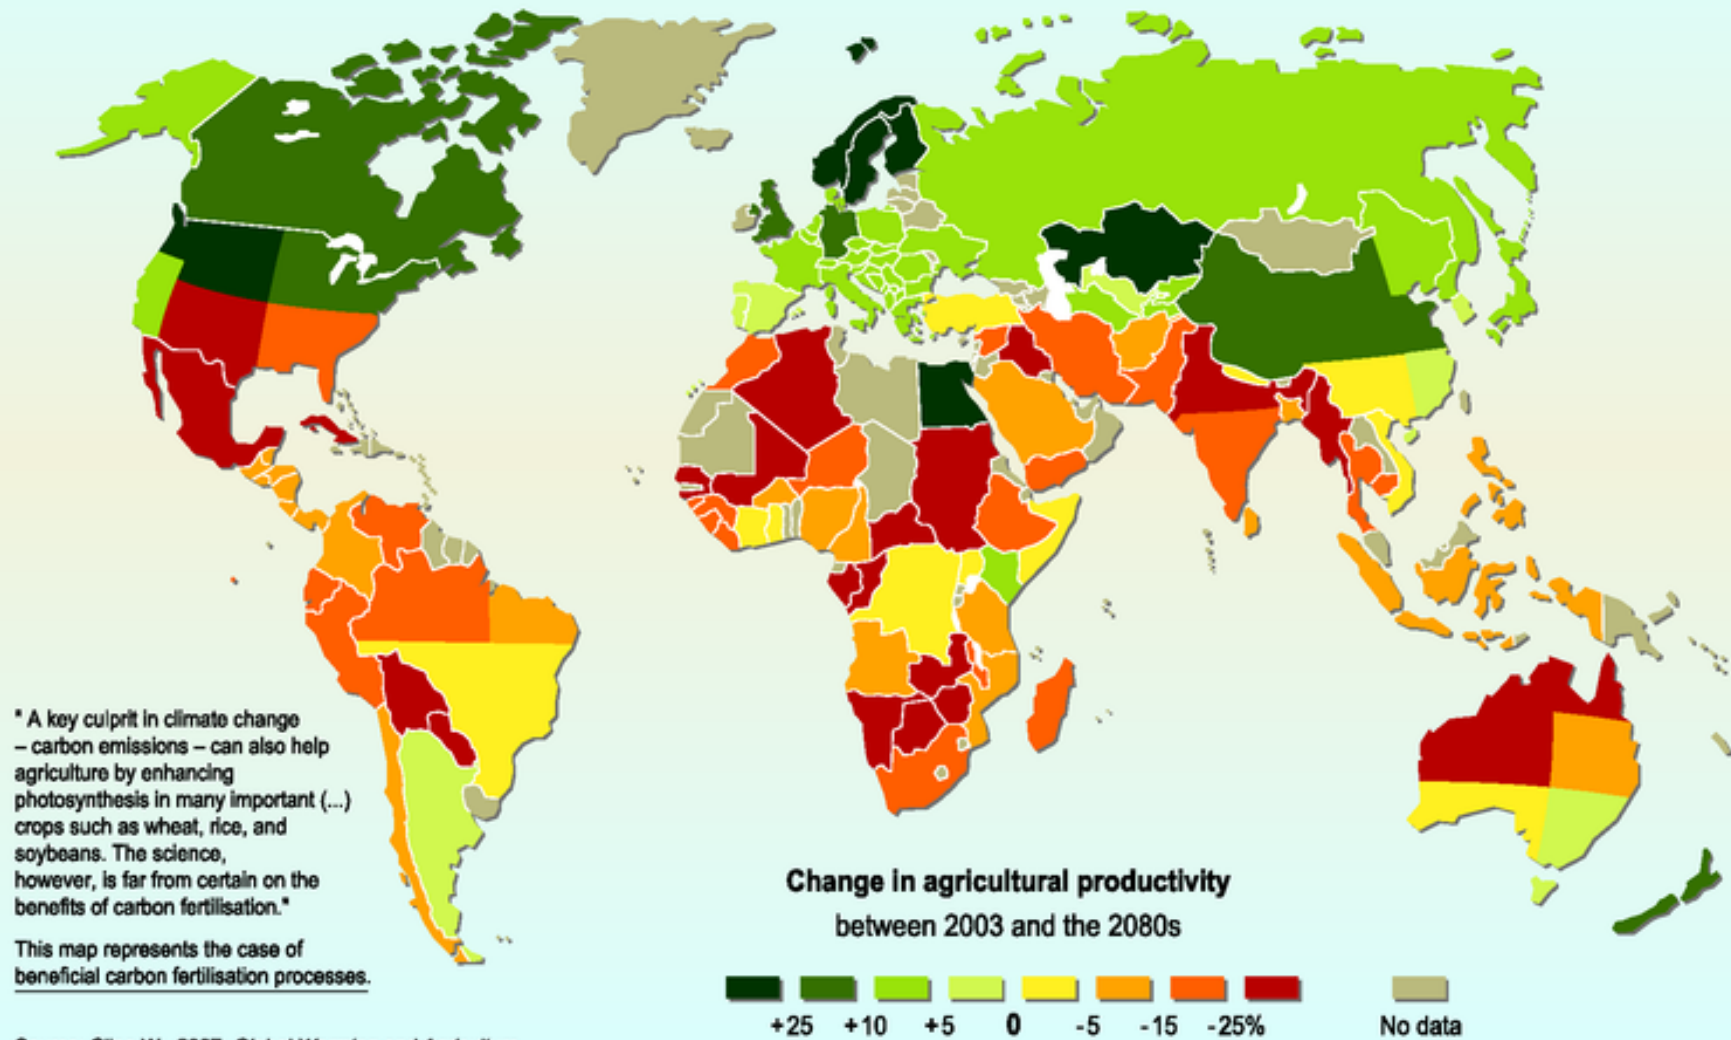 " A key culprit in climate change
– carbon emissions – can also help
agriculture by enhancing
photosynthesis in many important (...)
crops such as wheat, rice, and
soybeans. The science,
however, is far from certain on the
benefits of carbon fertilisation."
This map represents the case of
beneficial carbon fertilisation processes.
Change in agricultural productivity
between 2003 and the 2080s
+25 +10 +5 0 -5 -15 -25% No data